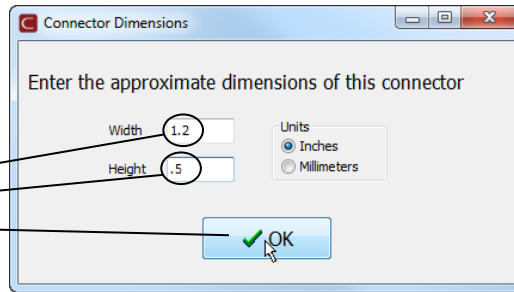 Connector Dimensions
Enter the approximate dimensions of this connector
Width 1.2
Height .5
Units
Inches
Millimeters
OK